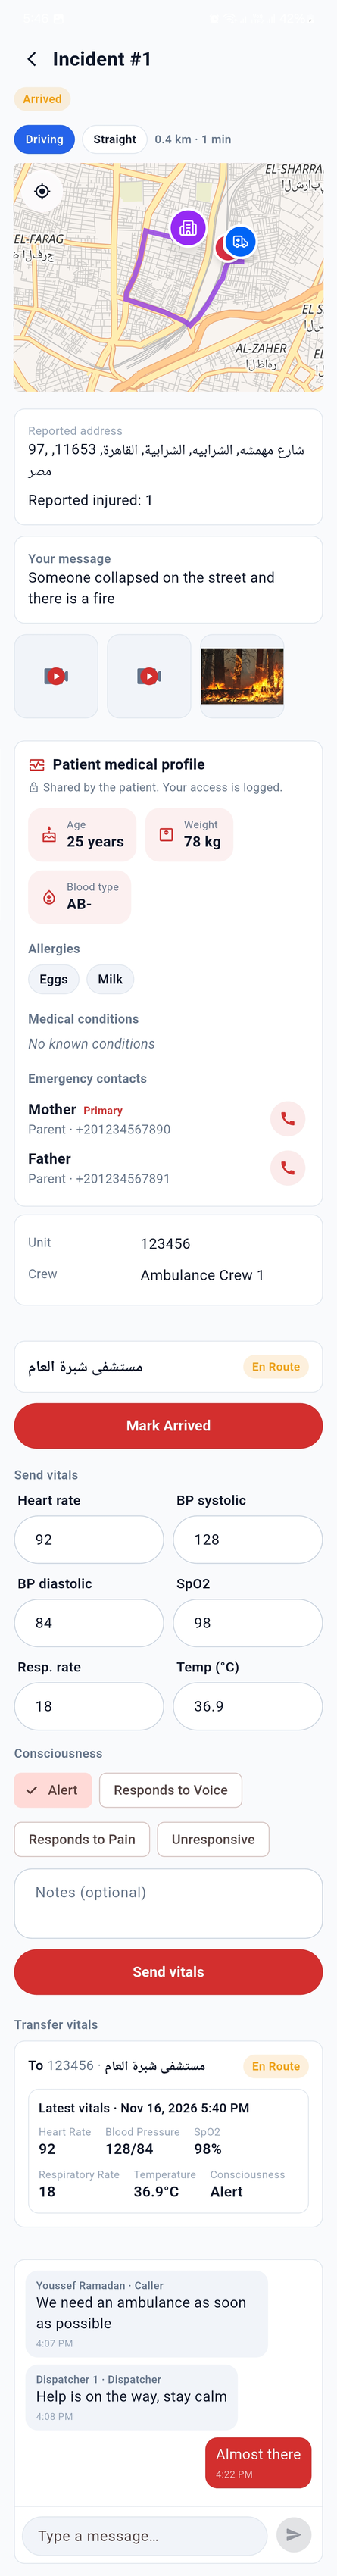 Incident #1
Arrived
Driving
Straight
0.4 km · 1 min
EL-SHARRA
EL-FARAG
AL-ZAHER
الظاهر
EL S
Reported address
97, شارع مهمشه, الشرابيه, الشرابية, القاهرة, 11653,
مصر
Reported injured: 1
Your message
Someone collapsed on the street and
there is a fire
Patient medical profile
Shared by the patient. Your access is logged.
Age
25 years
Weight
78 kg
Blood type
AB-
Allergies
Eggs
Milk
Medical conditions
No known conditions
Emergency contacts
Mother Primary
Parent · +201234567890
Father
Parent · +201234567891
Unit 123456
Crew Ambulance Crew 1
مستشفى شبرة العام
En Route
Mark Arrived
Send vitals
Heart rate BP systolic
92 128
BP diastolic SpO2
84 98
Resp. rate Temp (°C)
18 36.9
Consciousness
Alert
Responds to Voice
Responds to Pain
Unresponsive
Notes (optional)
Send vitals
Transfer vitals
To 123456 · مستشفى شبرة العام
En Route
Latest vitals · Nov 16, 2026 5:40 PM
Heart Rate Blood Pressure SpO2
92 128/84 98%
Respiratory Rate Temperature Consciousness
18 36.9°C Alert
Youssef Ramadan · Caller
We need an ambulance as soon
as possible
4:07 PM
Dispatcher 1 · Dispatcher
Help is on the way, stay calm
4:08 PM
Almost there
4:22 PM
Type a message…